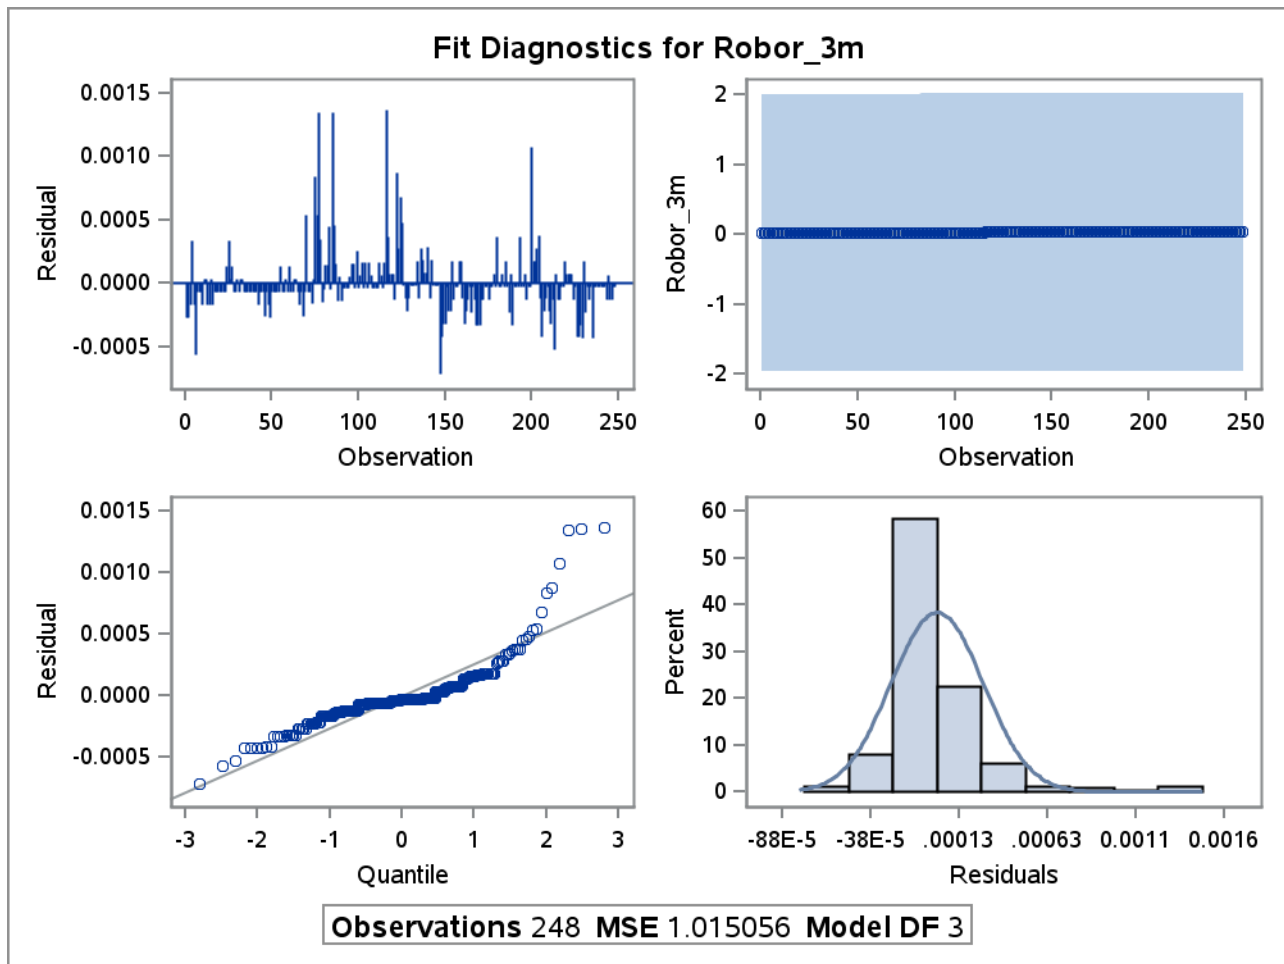 Fit Diagnostics for Robor_3m
0.0015
0.0010
0.0005
0.0000
-0.0005
Residual
0 50 100 150 200 250
Observation
2
1
0
-1
-2
Robor_3m
0 50 100 150 200 250
Observation
0.0015
0.0010
0.0005
0.0000
-0.0005
Residual
-3 -2 -1 0 1 2 3
Quantile
60
50
40
30
20
10
0
Percent
-88E-5 -38E-5 .00013 .00063 0.0011 0.0016
Residuals
Observations 248 MSE 1.015056 Model DF 3